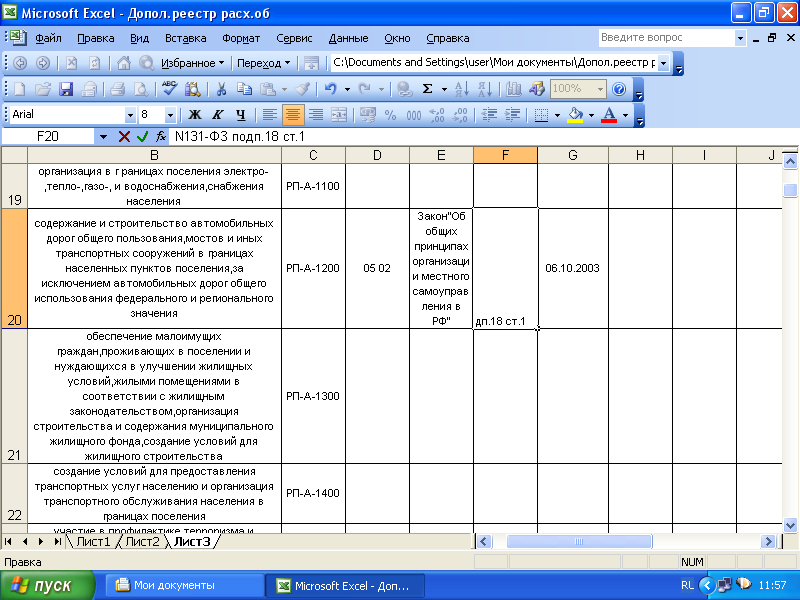 Microsoft Excel - Допол.реестр расх.об
Файл Правка Вид Вставка Формат Сервис Данные Окно Справка Введите вопрос
Избранное Переход C:\Documents and Settings\user\Мои документы\Допол.реестр р
100%
Arial 8 Ж К Ч
F20 N131-ФЗ подп.18 ст.1
B C D E F G H I J
19
организация в границах поселения электро-
,тепло-,газо-, и водоснабжения,снабжения
населения
РП-А-1100
20
содержание и строительство автомобильных
дорог общего пользования,мостов и иных
транспортных сооружений в границах
населенных пунктов поселения,за
исключением автомобильных дорог общего
использования федерального и регионального
значения
РП-А-1200
05 02
Закон"Об
общих
принципах
организаци
и местного
самоуправ
ления в
РФ"
дп.18 ст.1
06.10.2003
21
обеспечение малоимущих
граждан,проживающих в поселении и
нуждающихся в улучшении жилищных
условий,жилыми помещениями в
соответствии с жилищным
законодательством,организация
строительства и содержания муниципального
жилищного фонда,создание условий для
жилищного строительства
РП-А-1300
22
создание условий для предоставления
транспортных услуг населению и организация
транспортного обслуживания населения в
границах поселения
РП-А-1400
участие в профилактике терроризма и
Лист1 Лист2 Лист3
Правка NUM
пуск Мои документы Microsoft Excel - Доп... RL 11:57